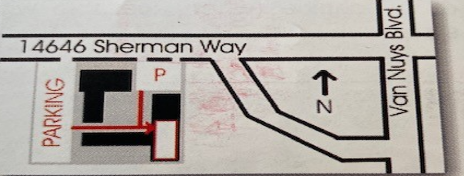 14646 Sherman Way
P
PARKING
N
Van Nuys Blvd.